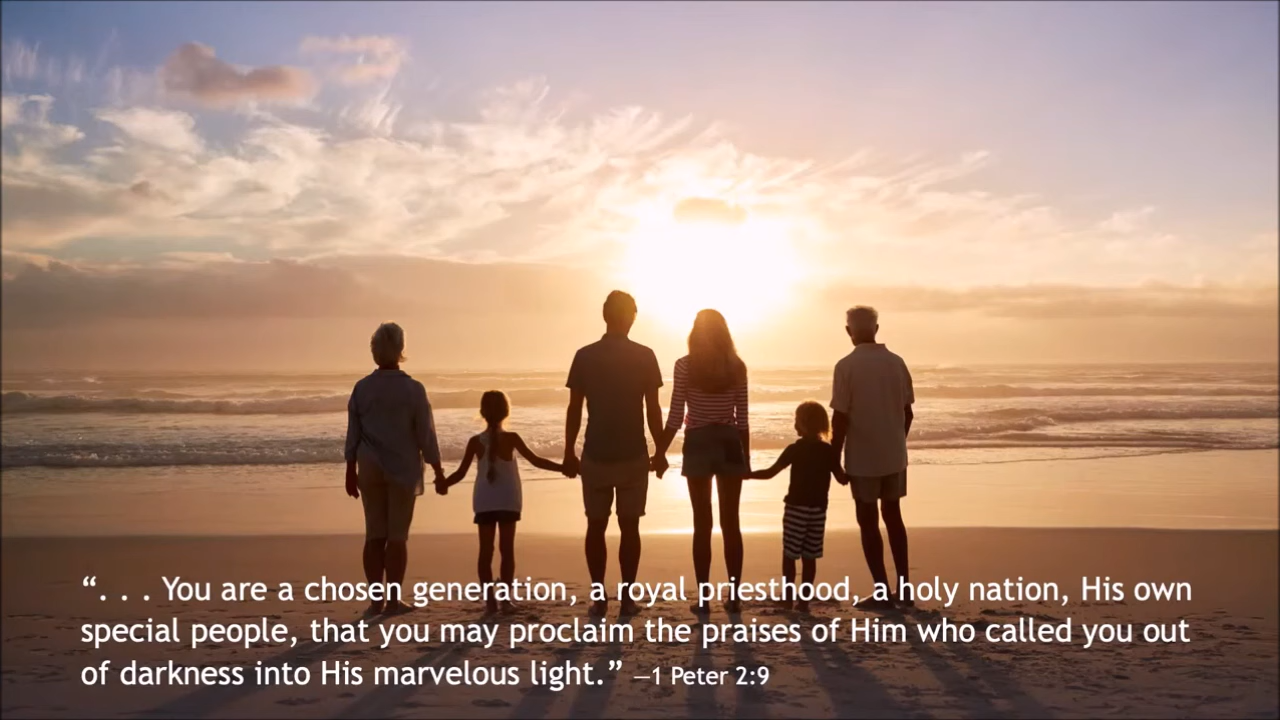 “. . . You are a chosen generation, a royal priesthood, a holy nation, His own
special people, that you may proclaim the praises of Him who called you out
of darkness into His marvelous light.” —1 Peter 2:9